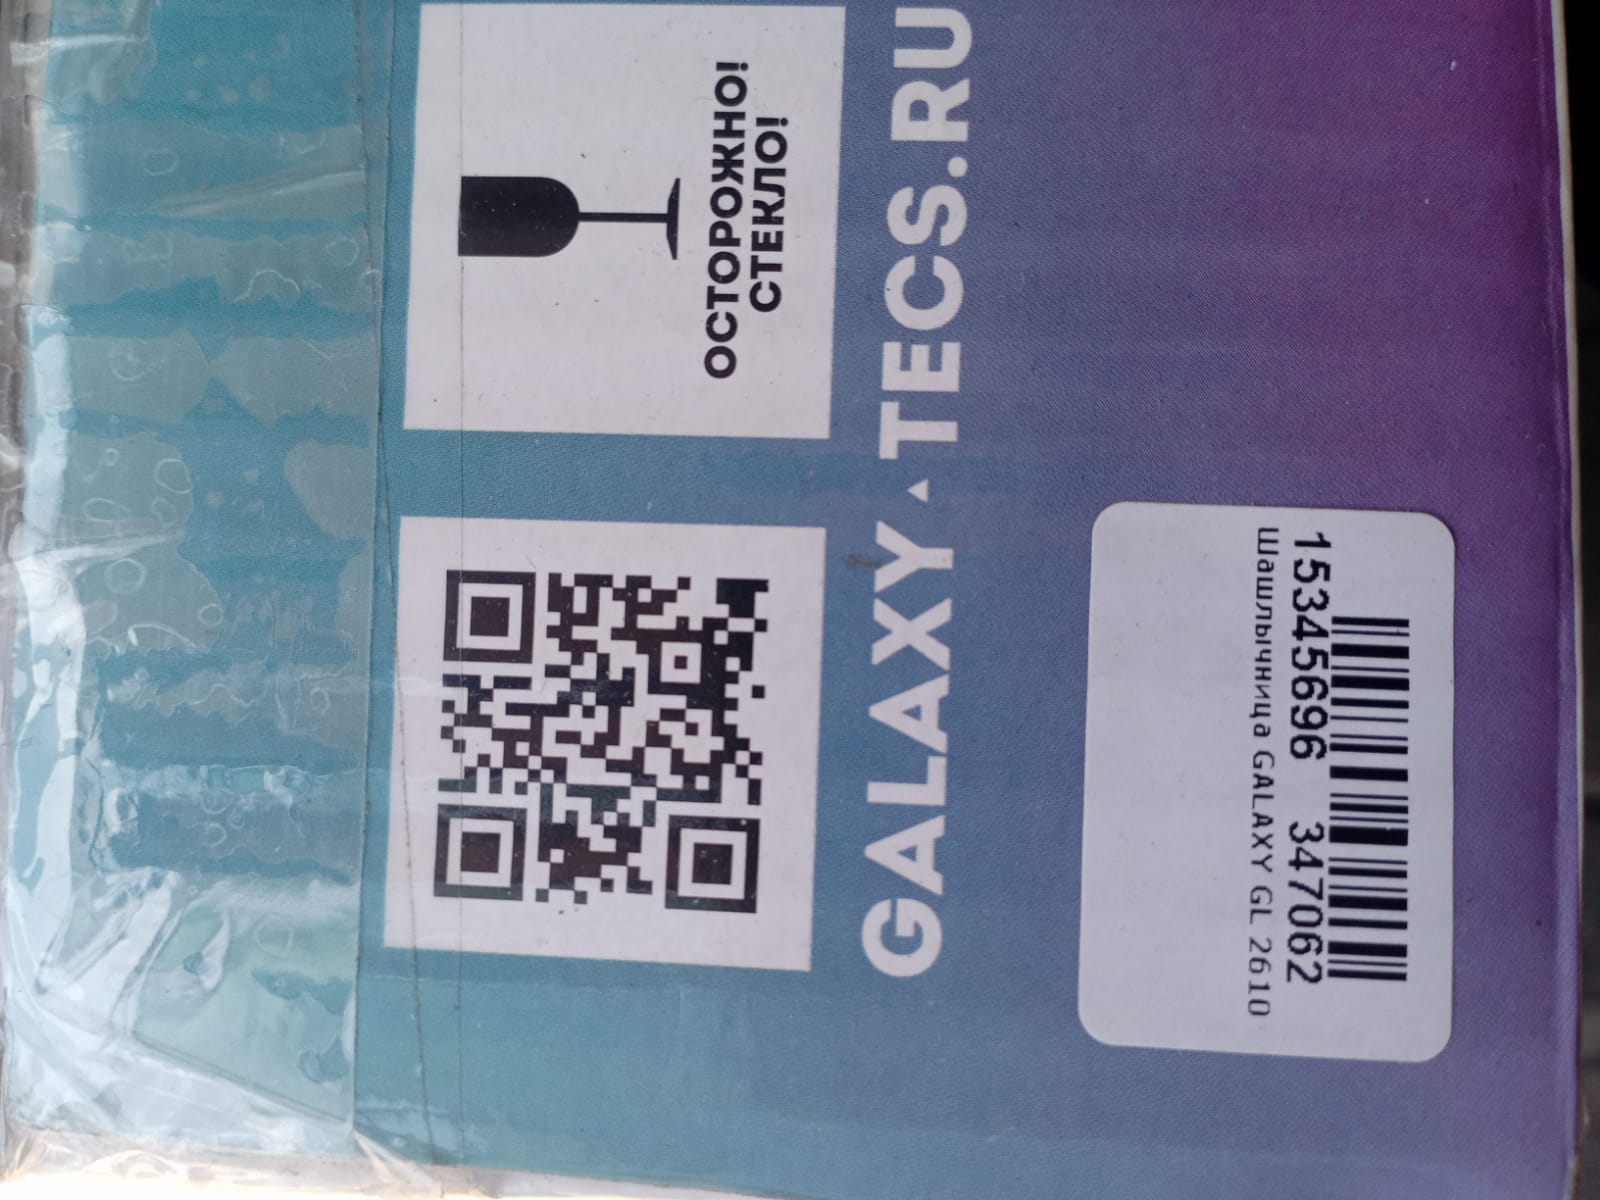 ОСТОРОЖНО!
СТЕКЛО!
GALAXY-TECS.RU
15345696 347062
Шашлычница GALAXY GL 2610